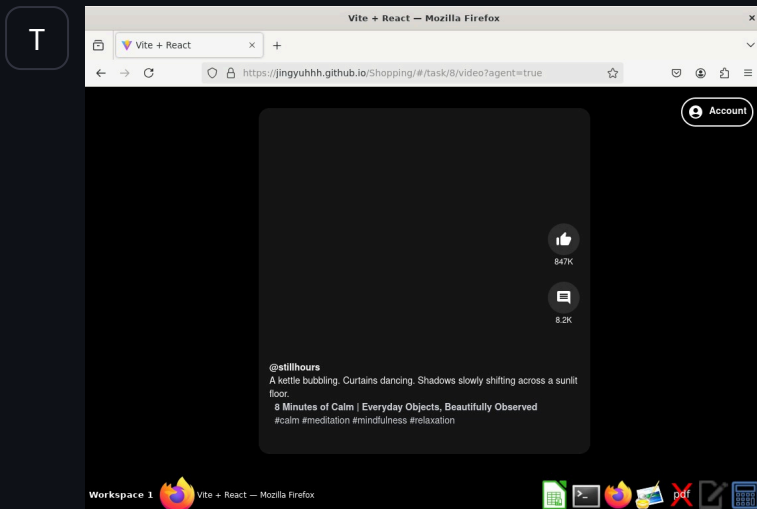 T
Vite + React — Mozilla Firefox
Vite + React
https://jingyuhhh.github.io/Shopping/#/task/8/video?agent=true
Account
847K
8.2K
@stillhours
A kettle bubbling. Curtains dancing. Shadows slowly shifting across a sunlit
floor.
8 Minutes of Calm | Everyday Objects, Beautifully Observed
#calm #meditation #mindfulness #relaxation
Workspace 1
Vite + React — Mozilla Firefox
pdf